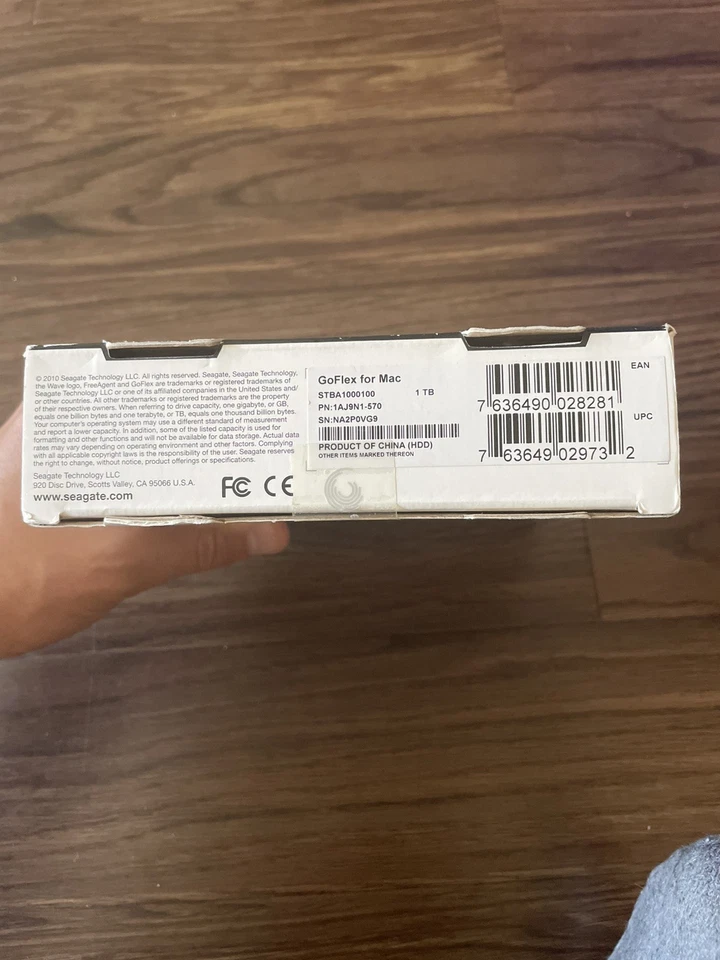 © 2010 Seagate Technology LLC. All rights reserved. Seagate, Seagate Technology,
the Wave logo, FreeAgent and GoFlex are trademarks or registered trademarks of
Seagate Technology LLC or one of its affiliated companies in the United States and/
or other countries. All other trademarks or registered trademarks are the property
of their respective owners. When referring to drive capacity, one gigabyte, or GB,
equals one billion bytes and one terabyte, or TB, equals one thousand billion bytes.
Your computer's operating system may use a different standard of measurement
and report a lower capacity. In addition, some of the listed capacity is used for
formatting and other functions and will not be available for data storage. Actual data
rates may vary depending on operating environment and other factors. Complying
with all applicable copyright laws is the responsibility of the user. Seagate reserves
the right to change, without notice, product offerings or specifications.
Seagate Technology LLC
920 Disc Drive, Scotts Valley, CA 95066 U.S.A.
www.seagate.com
FC CE
GoFlex for Mac
STBA1000100 1 TB
PN:1AJ9N1-570
SN:NA2P0VG9
PRODUCT OF CHINA (HDD)
OTHER ITEMS MARKED THEREON
EAN
7 636490 028281
UPC
7 63649 02973 2